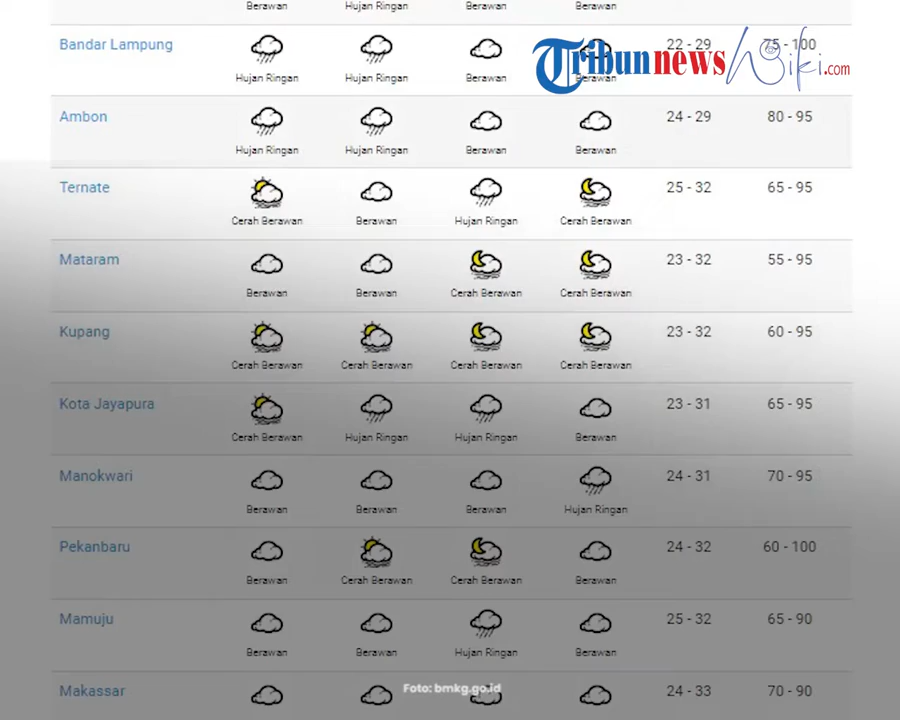 Berawan Hujan Ringan Berawan Berawan
Bandar Lampung 22 - 29 75 - 100
Hujan Ringan Hujan Ringan Berawan Berawan
Tribunnews Wiki.com
Ambon 24 - 29 80 - 95
Hujan Ringan Hujan Ringan Berawan Berawan
Ternate 25 - 32 65 - 95
Cerah Berawan Berawan Hujan Ringan Cerah Berawan
Mataram 23 - 32 55 - 95
Berawan Berawan Cerah Berawan Cerah Berawan
Kupang 23 - 32 60 - 95
Cerah Berawan Cerah Berawan Cerah Berawan Cerah Berawan
Kota Jayapura 23 - 31 65 - 95
Cerah Berawan Hujan Ringan Hujan Ringan Berawan
Manokwari 24 - 31 70 - 95
Berawan Berawan Berawan Hujan Ringan
Pekanbaru 24 - 32 60 - 100
Berawan Cerah Berawan Cerah Berawan Berawan
Mamuju 25 - 32 65 - 90
Berawan Berawan Hujan Ringan Berawan
Makassar 24 - 33 70 - 90
Foto: bmkg.go.id